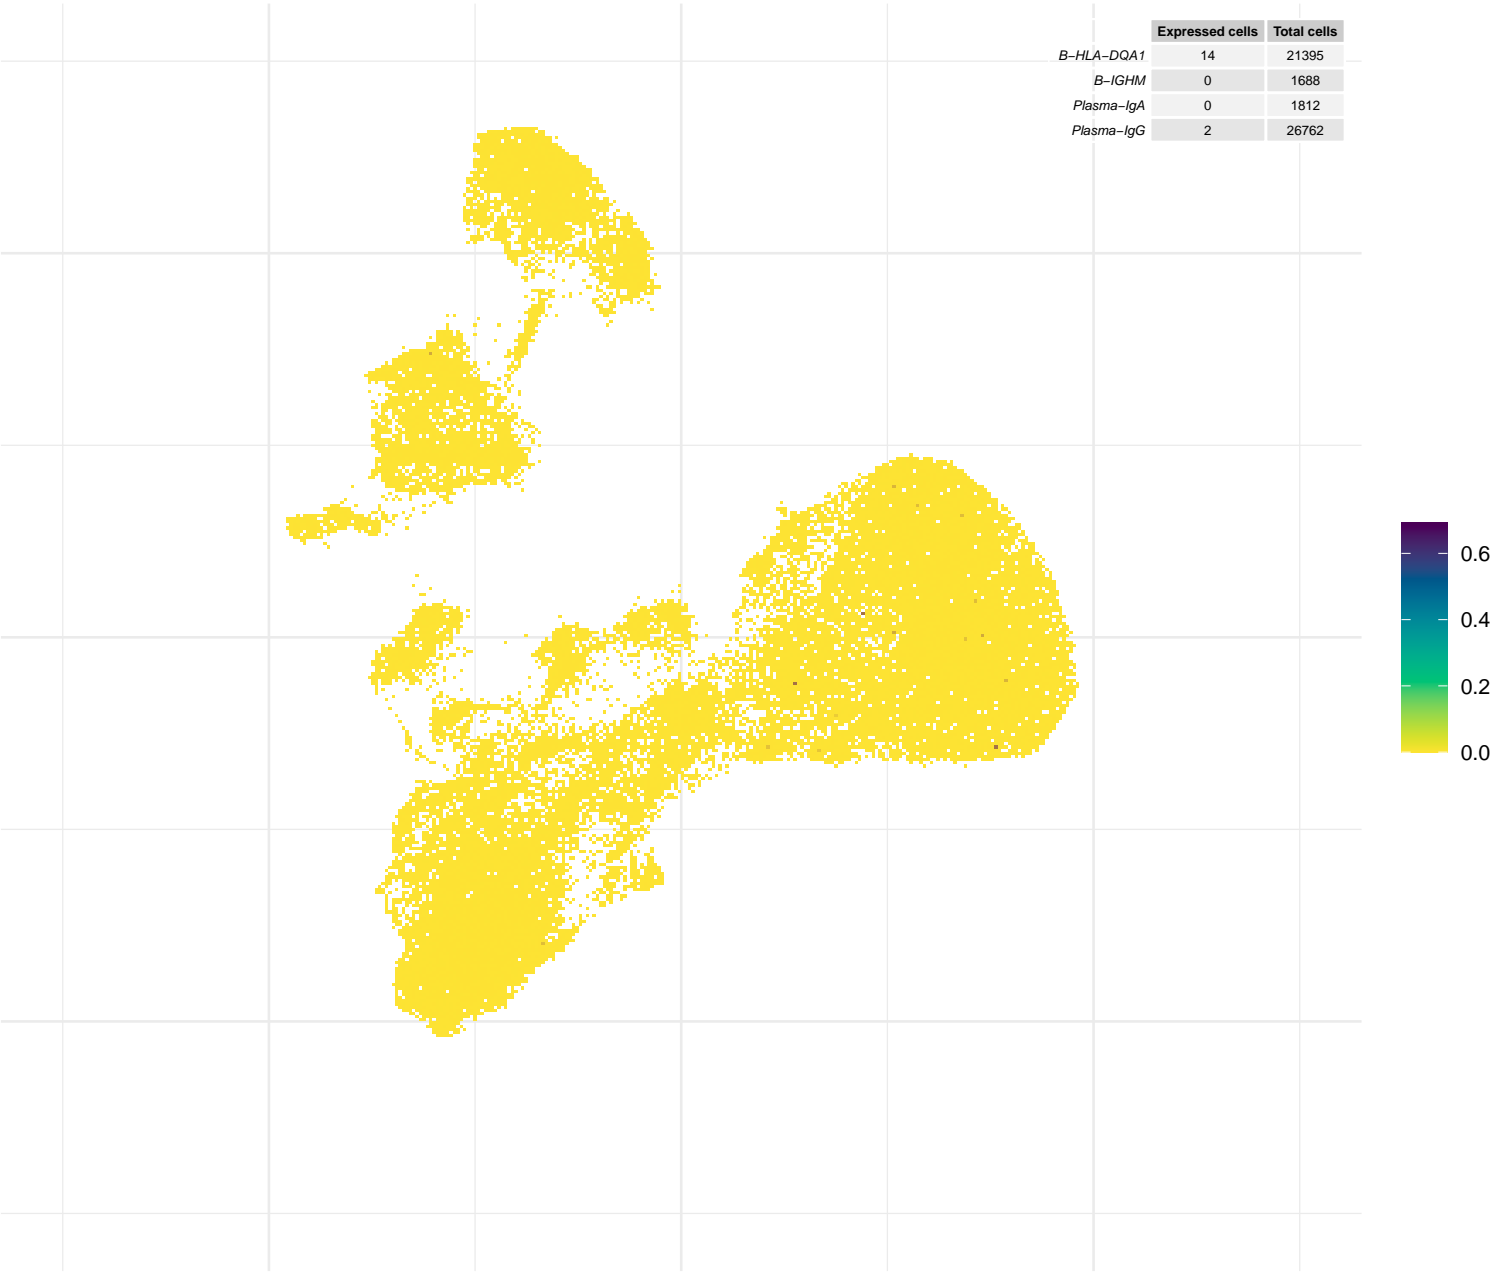 Expressed cells Total cells
B−HLA−DQA1 14 21395
B−IGHM 0 1688
Plasma−IgA 0 1812
Plasma−IgG 2 26762
0.6
0.4
0.2
0.0